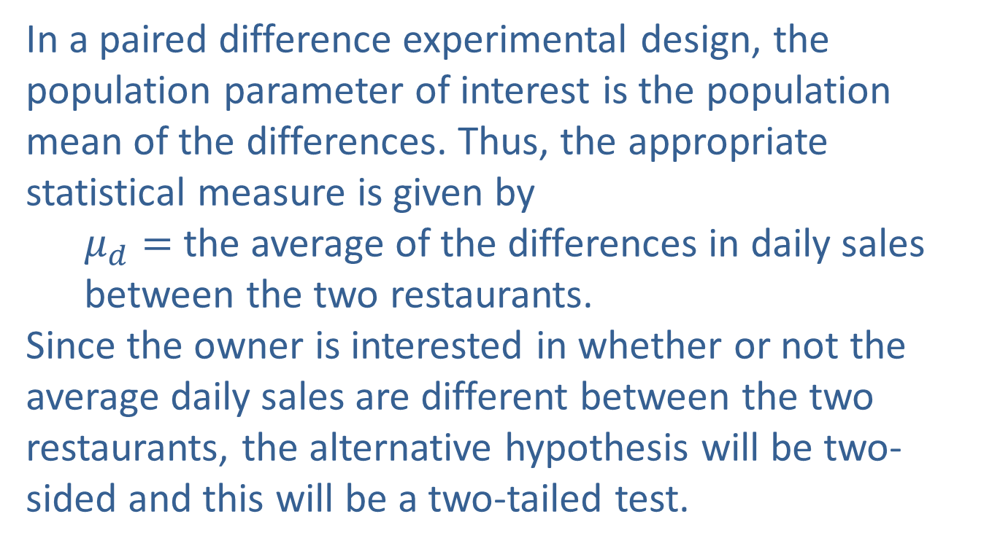 In a paired difference experimental design, the
population parameter of interest is the population
mean of the differences. Thus, the appropriate
statistical measure is given by
μd = the average of the differences in daily sales
between the two restaurants.
Since the owner is interested in whether or not the
average daily sales are different between the two
restaurants, the alternative hypothesis will be two-
sided and this will be a two-tailed test.